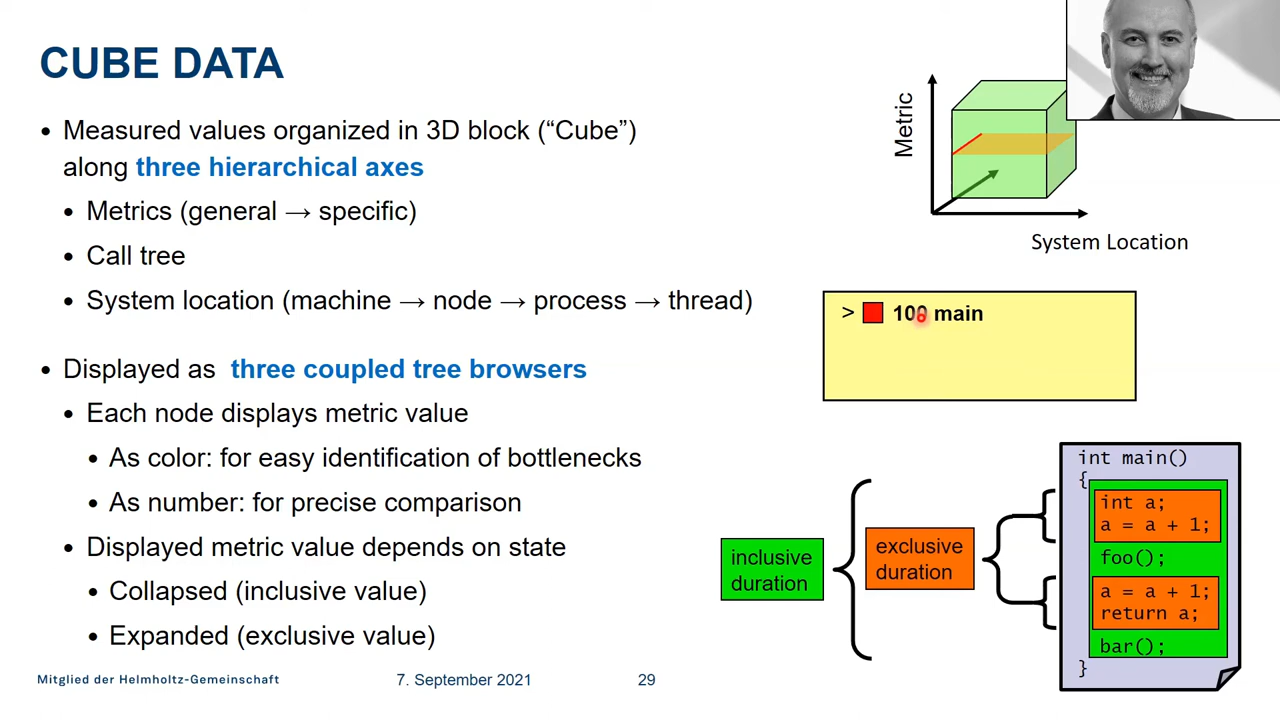 CUBE DATA
• Measured values organized in 3D block (“Cube”)
along three hierarchical axes
• Metrics (general → specific)
• Call tree
• System location (machine → node → process → thread)
• Displayed as three coupled tree browsers
• Each node displays metric value
• As color: for easy identification of bottlenecks
• As number: for precise comparison
• Displayed metric value depends on state
• Collapsed (inclusive value)
• Expanded (exclusive value)
Metric
System Location
> 100 main
inclusive
duration
exclusive
duration
int main()
{
int a;
a = a + 1;
foo();
a = a + 1;
return a;
bar();
}
Mitglied der Helmholtz-Gemeinschaft
7. September 2021
29